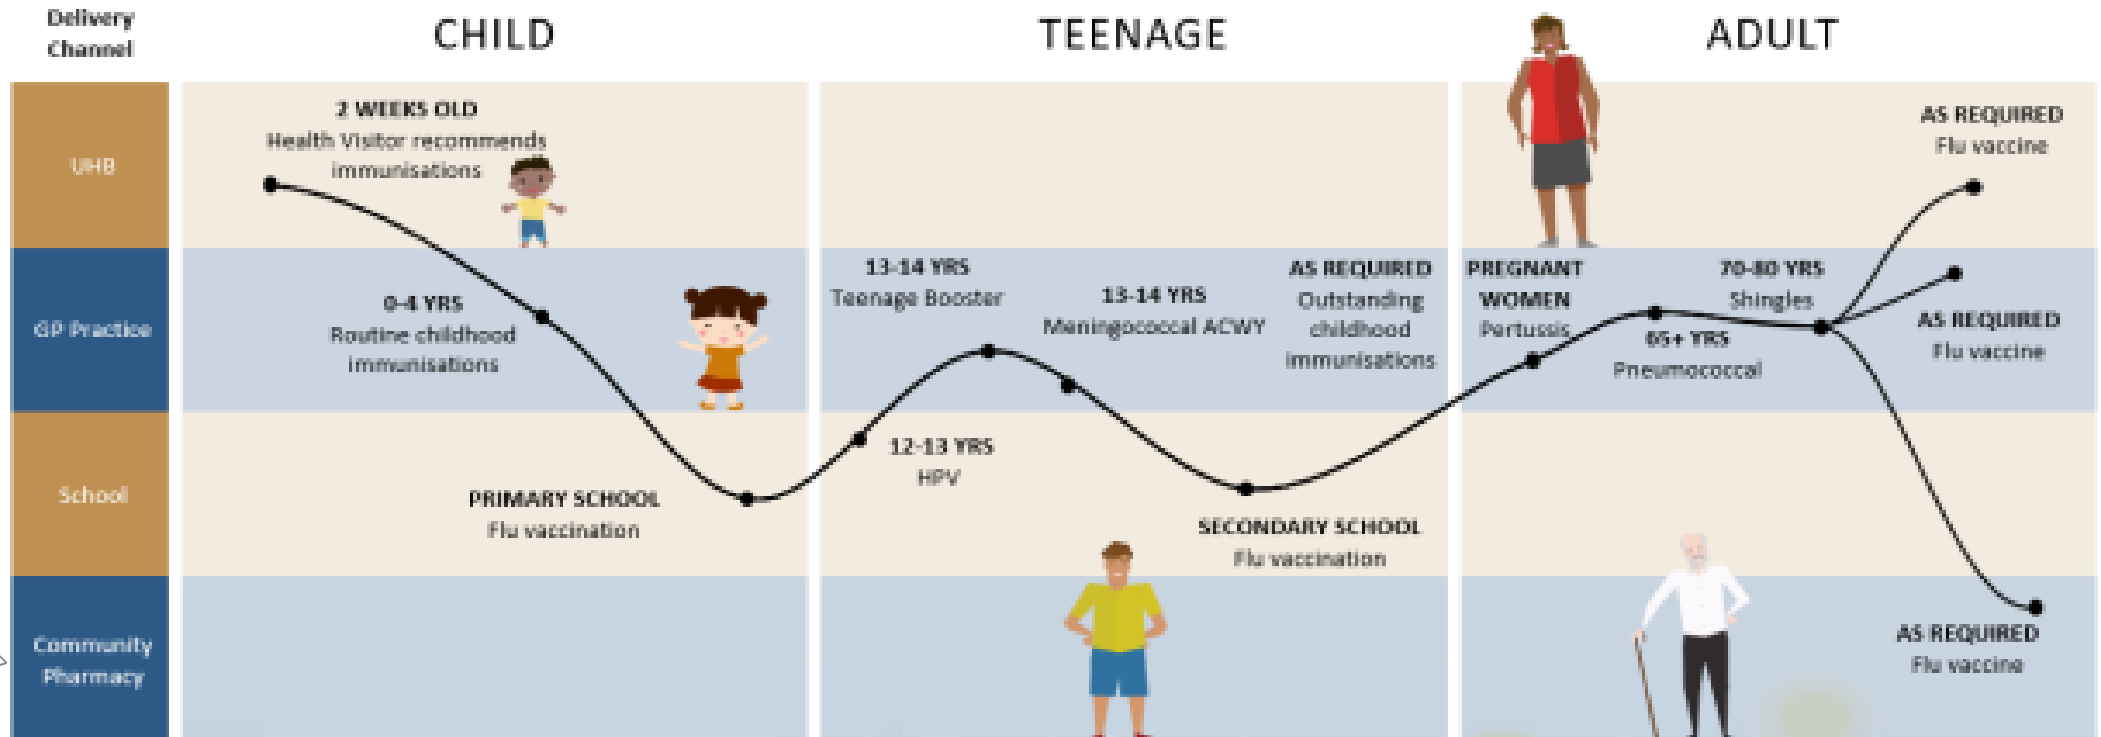 Delivery
Channel
CHILD
TEENAGE
ADULT
UHB
2 WEEKS OLD
Health Visitor recommends
immunisations
AS REQUIRED
Flu vaccine
GP Practice
0-4 YRS
Routine childhood
immunisations
13-14 YRS
Teenage Booster
13-14 YRS
Meningococcal ACWY
AS REQUIRED
Outstanding
childhood
immunisations
PREGNANT
WOMEN
Pertussis
65+ YRS
Pneumococcal
70-80 YRS
Shingles
AS REQUIRED
Flu vaccine
School
PRIMARY SCHOOL
Flu vaccination
12-13 YRS
HPV
SECONDARY SCHOOL
Flu vaccination
Community
Pharmacy
AS REQUIRED
Flu vaccine